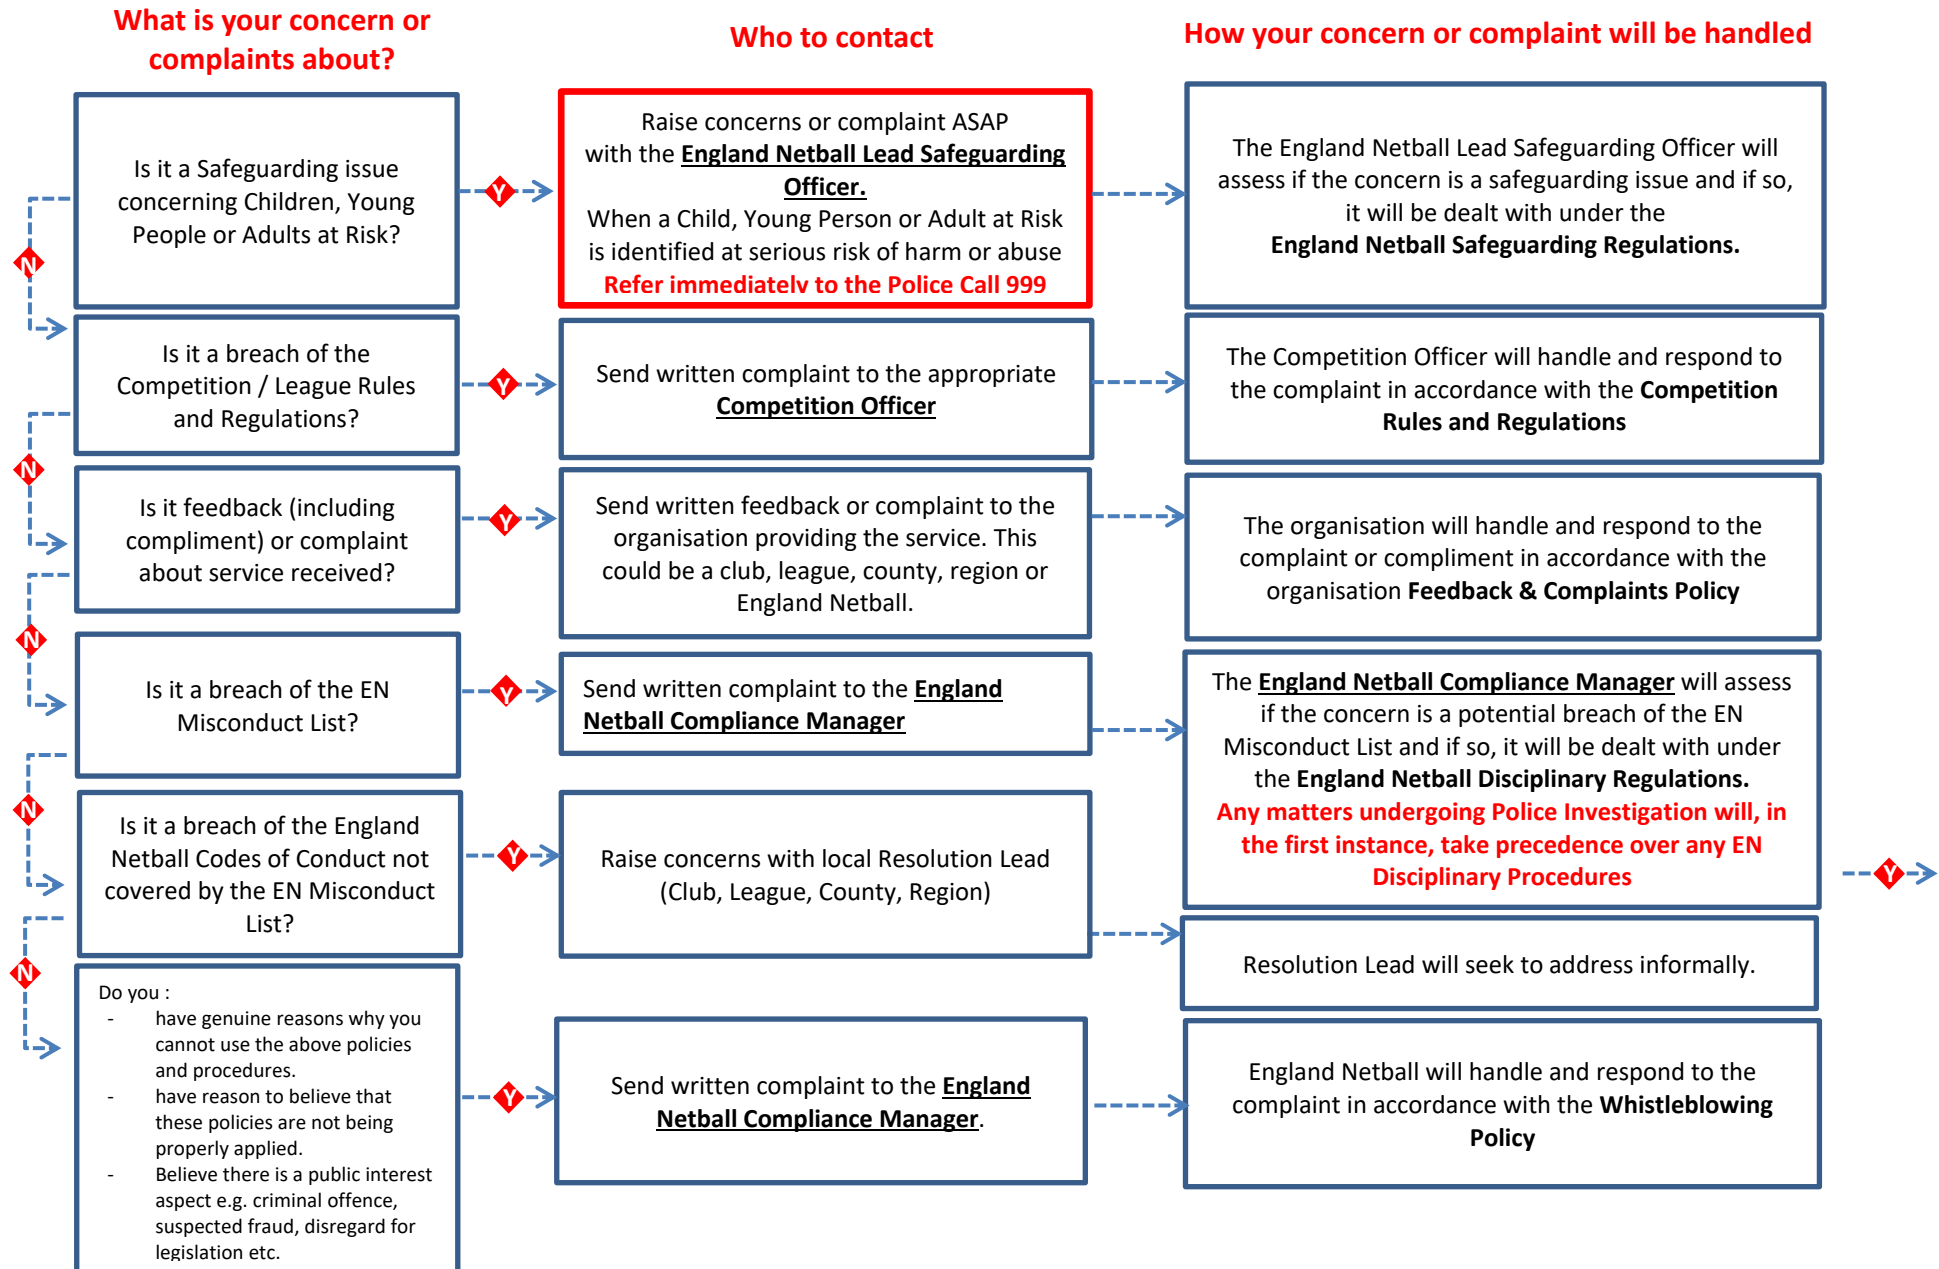 What is your concern or
complaints about?
Who to contact
How your concern or complaint will be handled
Is it a Safeguarding issue
concerning Children, Young
People or Adults at Risk?
Y
Raise concerns or complaint ASAP
with the England Netball Lead Safeguarding
Officer.
When a Child, Young Person or Adult at Risk
is identified at serious risk of harm or abuse
Refer immediately to the Police Call 999
The England Netball Lead Safeguarding Officer will
assess if the concern is a safeguarding issue and if so,
it will be dealt with under the
England Netball Safeguarding Regulations.
N
Is it a breach of the
Competition / League Rules
and Regulations?
Y
Send written complaint to the appropriate
Competition Officer
The Competition Officer will handle and respond to
the complaint in accordance with the Competition
Rules and Regulations
N
Is it feedback (including
compliment) or complaint
about service received?
Y
Send written feedback or complaint to the
organisation providing the service. This
could be a club, league, county, region or
England Netball.
The organisation will handle and respond to the
complaint or compliment in accordance with the
organisation Feedback & Complaints Policy
N
Is it a breach of the EN
Misconduct List?
Y
Send written complaint to the England
Netball Compliance Manager
The England Netball Compliance Manager will assess
if the concern is a potential breach of the EN
Misconduct List and if so, it will be dealt with under
the England Netball Disciplinary Regulations.
Any matters undergoing Police Investigation will, in
the first instance, take precedence over any EN
Disciplinary Procedures
Y
N
Is it a breach of the England
Netball Codes of Conduct not
covered by the EN Misconduct
List?
Y
Raise concerns with local Resolution Lead
(Club, League, County, Region)
Resolution Lead will seek to address informally.
N
Do you :
- have genuine reasons why you
cannot use the above policies
and procedures.
- have reason to believe that
these policies are not being
properly applied.
- Believe there is a public interest
aspect e.g. criminal offence,
suspected fraud, disregard for
legislation etc.
Y
Send written complaint to the England
Netball Compliance Manager.
England Netball will handle and respond to the
complaint in accordance with the Whistleblowing
Policy